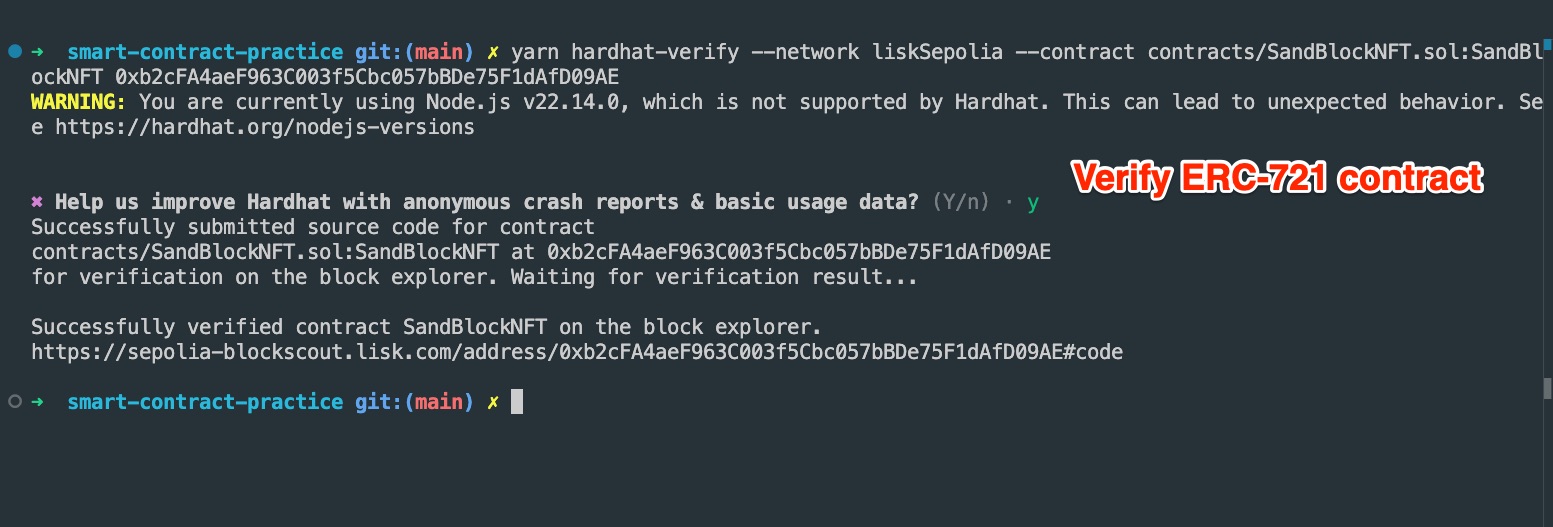 ➜ smart-contract-practice git:(main) ✗ yarn hardhat-verify --network liskSepolia --contract contracts/SandBlockNFT.sol:SandBl
ockNFT 0xb2cFA4aeF963C003f5Cbc057bBDe75F1dAfD09AE
WARNING: You are currently using Node.js v22.14.0, which is not supported by Hardhat. This can lead to unexpected behavior. Se
e https://hardhat.org/nodejs-versions
Verify ERC-721 contract
✖ Help us improve Hardhat with anonymous crash reports & basic usage data? (Y/n) · y
Successfully submitted source code for contract
contracts/SandBlockNFT.sol:SandBlockNFT at 0xb2cFA4aeF963C003f5Cbc057bBDe75F1dAfD09AE
for verification on the block explorer. Waiting for verification result...
Successfully verified contract SandBlockNFT on the block explorer.
https://sepolia-blockscout.lisk.com/address/0xb2cFA4aeF963C003f5Cbc057bBDe75F1dAfD09AE#code
➜ smart-contract-practice git:(main) ✗